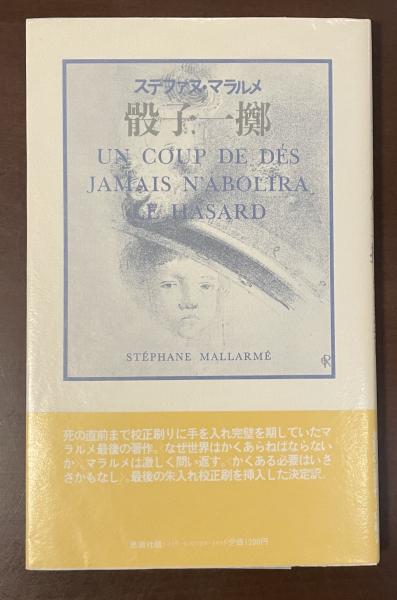 ステファヌ・マラルメ
骰子一擲
UN COUP DE DÉS
JAMAIS N'ABOLIRA
LE HASARD
STÉPHANE MALLARMÉ
死の直前まで校正刷りに手を入れ完璧を期していたマ
ラルメ最後の著作。〈なぜ世界はかくあらねばならない
か〉、マラルメは激しく問い返す。〈かくある必要はいさ
さかもなし〉。最後の朱入れ校正刷を挿入した決定訳。
思潮社版 定価1200円